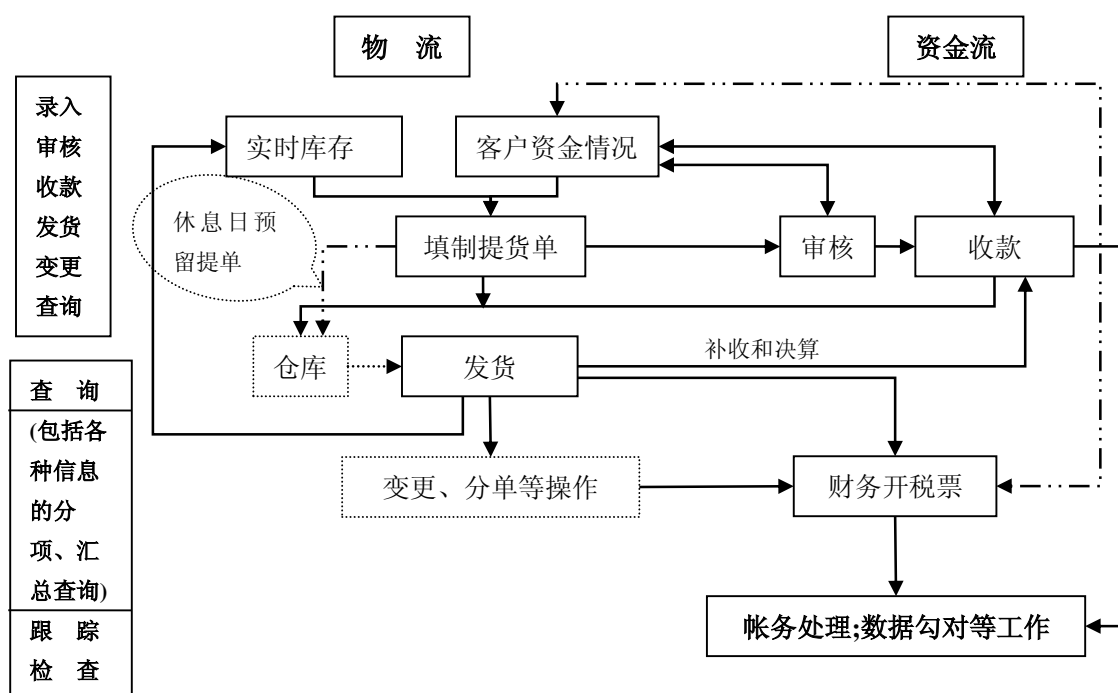 物　流
资金流
录入
审核
收款
发货
变更
查询
实时库存
客户资金情况
休息日预
留提单
填制提货单
审核
收款
仓库
发货
补收和决算
查　询
(包括各
种信息
的分
项、汇
总查询)
跟　踪
检　查
变更、分单等操作
财务开税票
帐务处理;数据勾对等工作